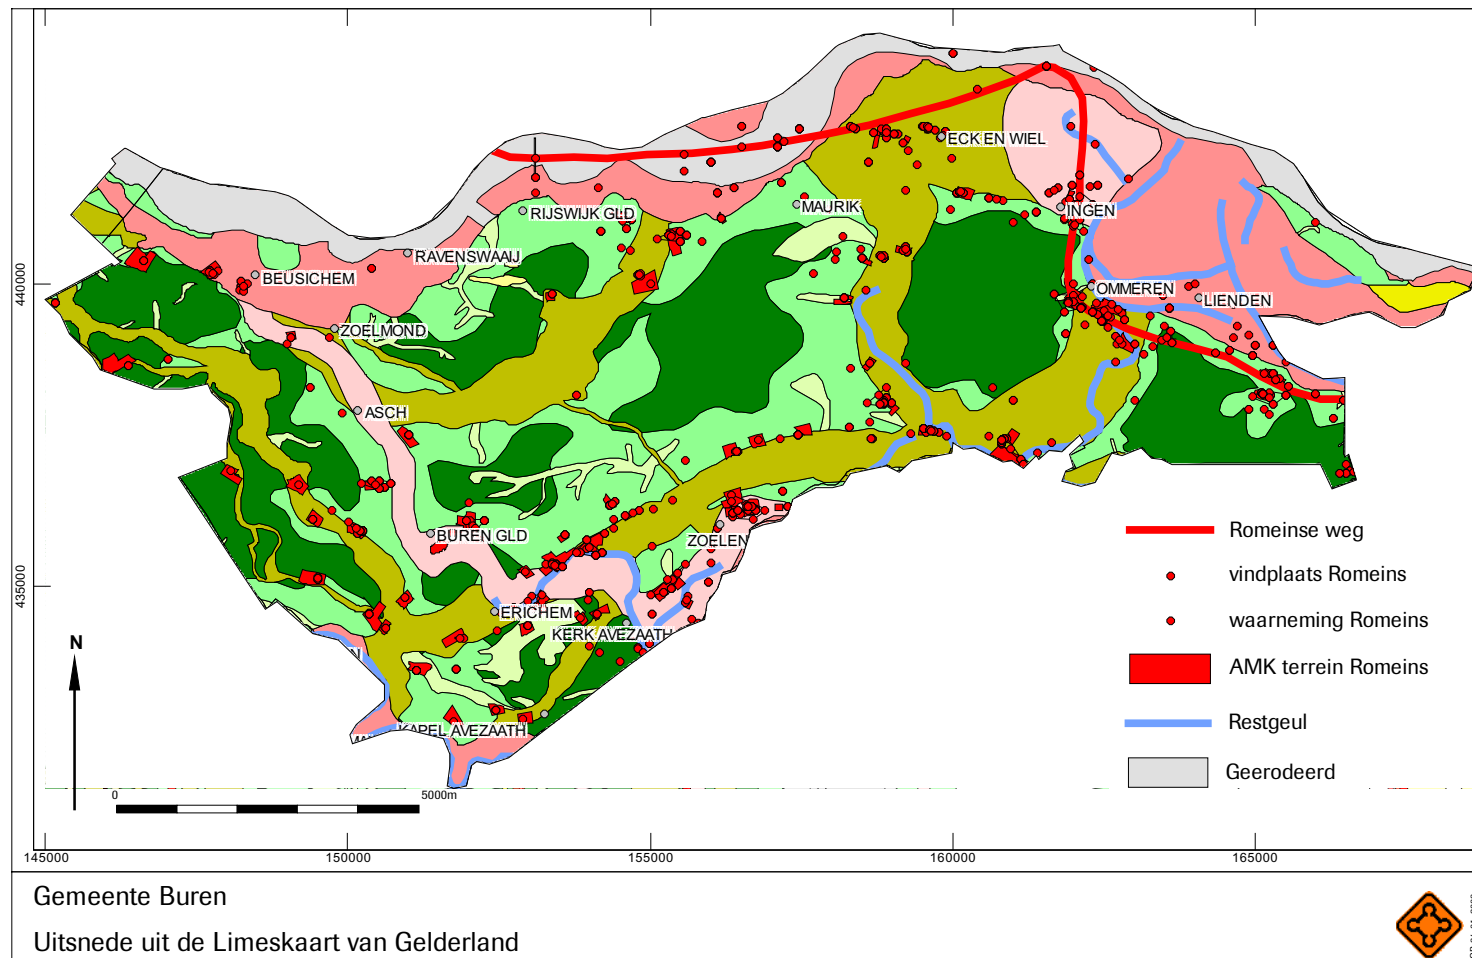 ECK EN WIEL
MAURIK
RIJSWIJK GLD
INGEN
RAVENSWAAIJ
BEUSICHEM
OMMEREN
LIENDEN
ZOELMOND
ASCH
BUREN GLD
ZOELEN
ERICHEM
KERK AVEZAATH
KAPEL AVEZAATH
440000
435000
N
0 5000m
145000 150000 155000 160000 165000
Romeinse weg
vindplaats Romeins
waarneming Romeins
AMK terrein Romeins
Restgeul
Geerodeerd
Gemeente Buren
Uitsnede uit de Limeskaart van Gelderland